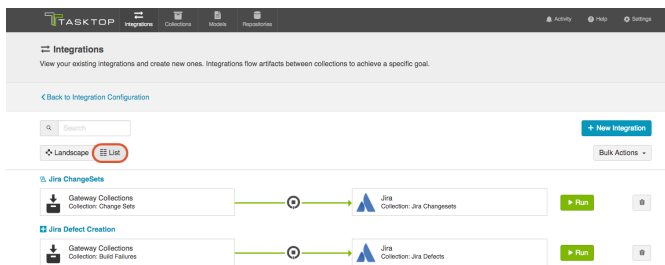 TASKTOP
Integrations Collections Models Repositories
Activity Help Settings
Integrations
View your existing integrations and create new ones. Integrations flow artifacts between collections to achieve a specific goal.
Back to Integration Configuration
Search
+ New Integration
Landscape List
Bulk Actions
Jira ChangeSets
Gateway Collections
Collection: Change Sets
Jira
Collection: Jira Changesets
Run
Jira Defect Creation
Gateway Collections
Collection: Build Failures
Jira
Collection: Jira Defects
Run